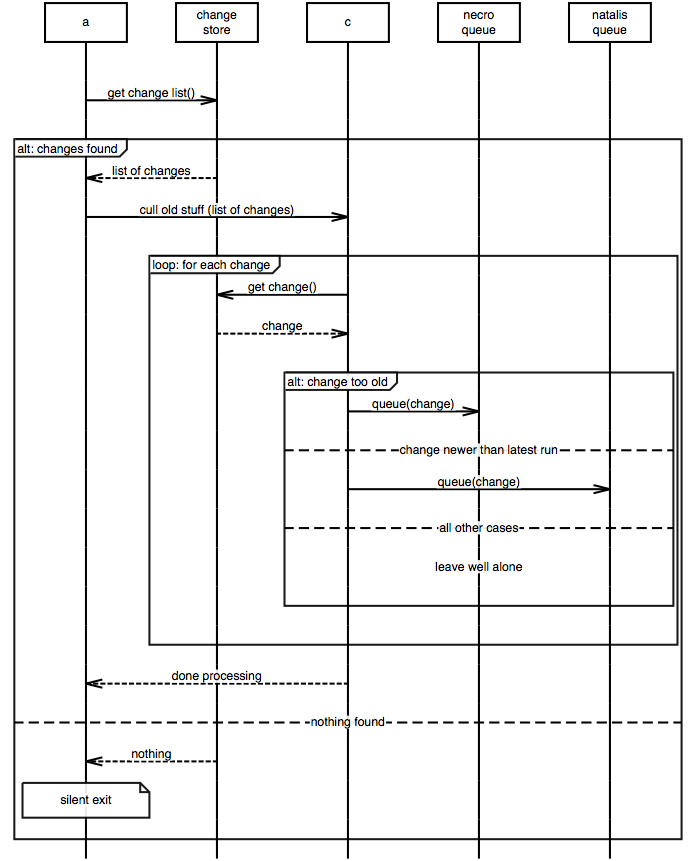 a
change
store
c
necro
queue
natalis
queue
get change list()
alt: changes found
list of changes
cull old stuff (list of changes)
loop: for each change
get change()
change
alt: change too old
queue(change)
change newer than latest run
queue(change)
all other cases
leave well alone
done processing
nothing found
nothing
silent exit